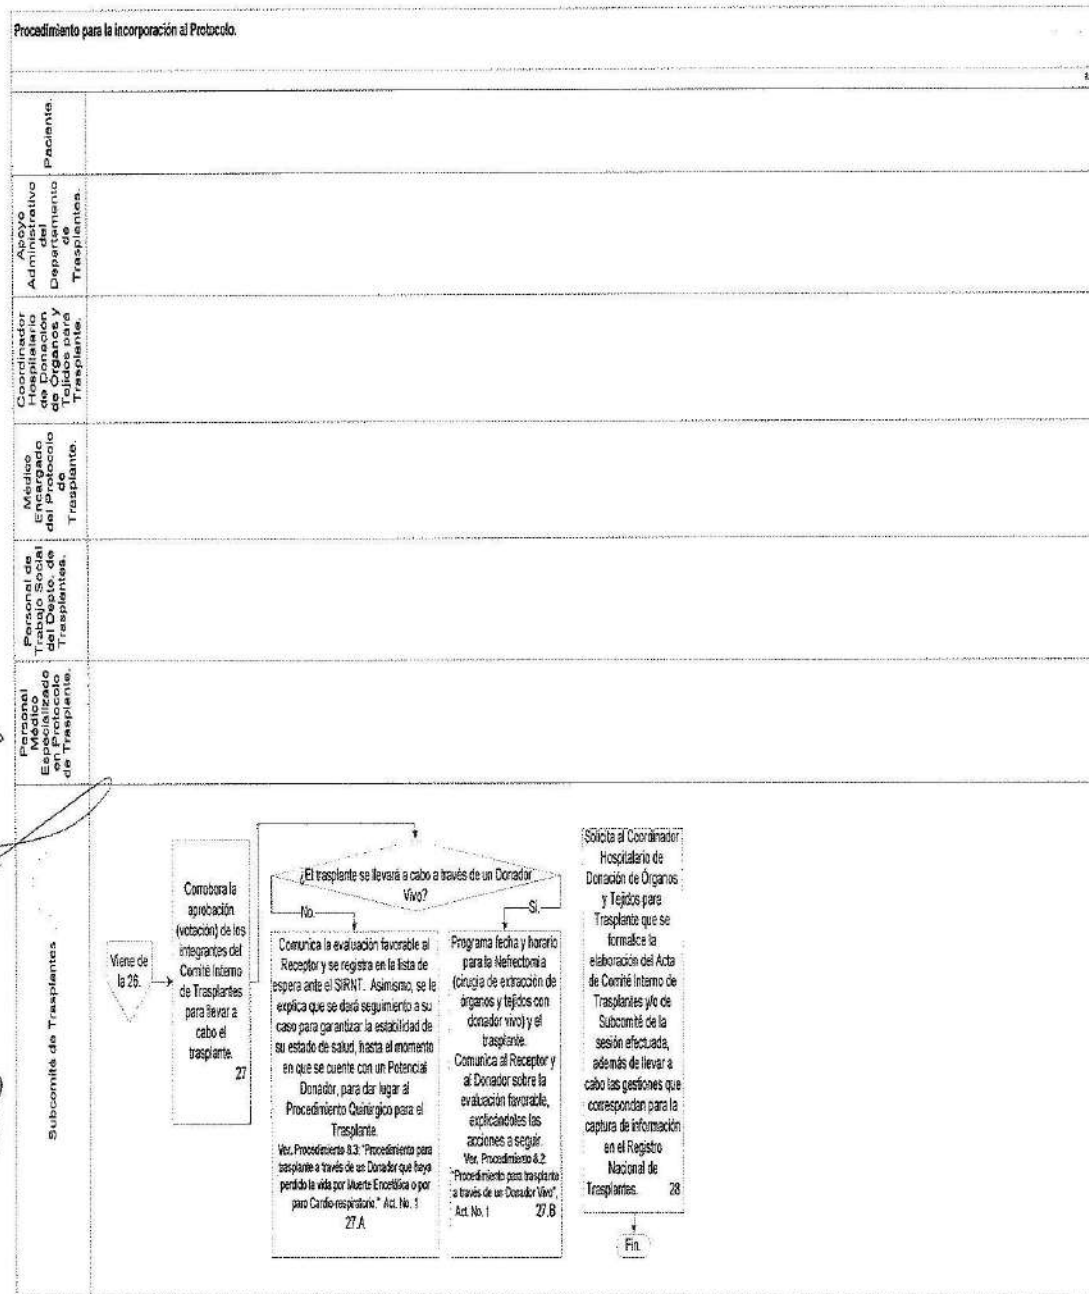 Procedimiento para la incorporación al Protocolo.
Paciente.
Apoyo
Administrativo
del
Departamento
de
Trasplantes.
Coordinador
Hospitalario
de Donación
de Órganos y
Tejidos para
Trasplante.
Médico
Encargado
del Protocolo
de
Trasplante.
Personal de
Trabajo Social
del Depto. de
Trasplantes.
Personal
Médico
Especializado
en Protocolo
de Trasplante.
Subcomité de Trasplantes
Viene de
la 26.
Corrobora la
aprobación
(votación) de los
integrantes del
Comité Interno
de Trasplantes
para llevar a
cabo el
trasplante.
27
¿El trasplante se llevará a cabo a través de un Donador
Vivo?
No.
Sí.
Comunica la evaluación favorable al
Receptor y se registra en la lista de
espera ante el SIRNT. Asimismo, se le
explica que se dará seguimiento a su
caso para garantizar la estabilidad de
su estado de salud, hasta el momento
en que se cuente con un Potencial
Donador, para dar lugar al
Procedimiento Quirúrgico para el
Trasplante.
Ver, Procedimiento 8.3: "Procedimiento para
trasplante a través de un Donador que haya
perdido la vida por Muerte Encefálica o por
paro Cardio-respiratorio." Act. No. 1
27.A
Programa fecha y horario
para la Nefrectomía
(cirugía de extracción de
órganos y tejidos con
donador vivo) y el
trasplante.
Comunica al Receptor y
al Donador sobre la
evaluación favorable,
explicándoles las
acciones a seguir.
Ver, Procedimiento 8.2:
"Procedimiento para trasplante
a través de un Donador Vivo",
Act. No. 1 27.B
Solicita al Coordinador
Hospitalario de
Donación de Órganos
y Tejidos para
Trasplante que se
formalice la
elaboración del Acta
de Comité Interno de
Trasplantes y/o de
Subcomité de la
sesión efectuada,
además de llevar a
cabo las gestiones que
correspondan para la
captura de información
en el Registro
Nacional de
Trasplantes. 28
Fin.